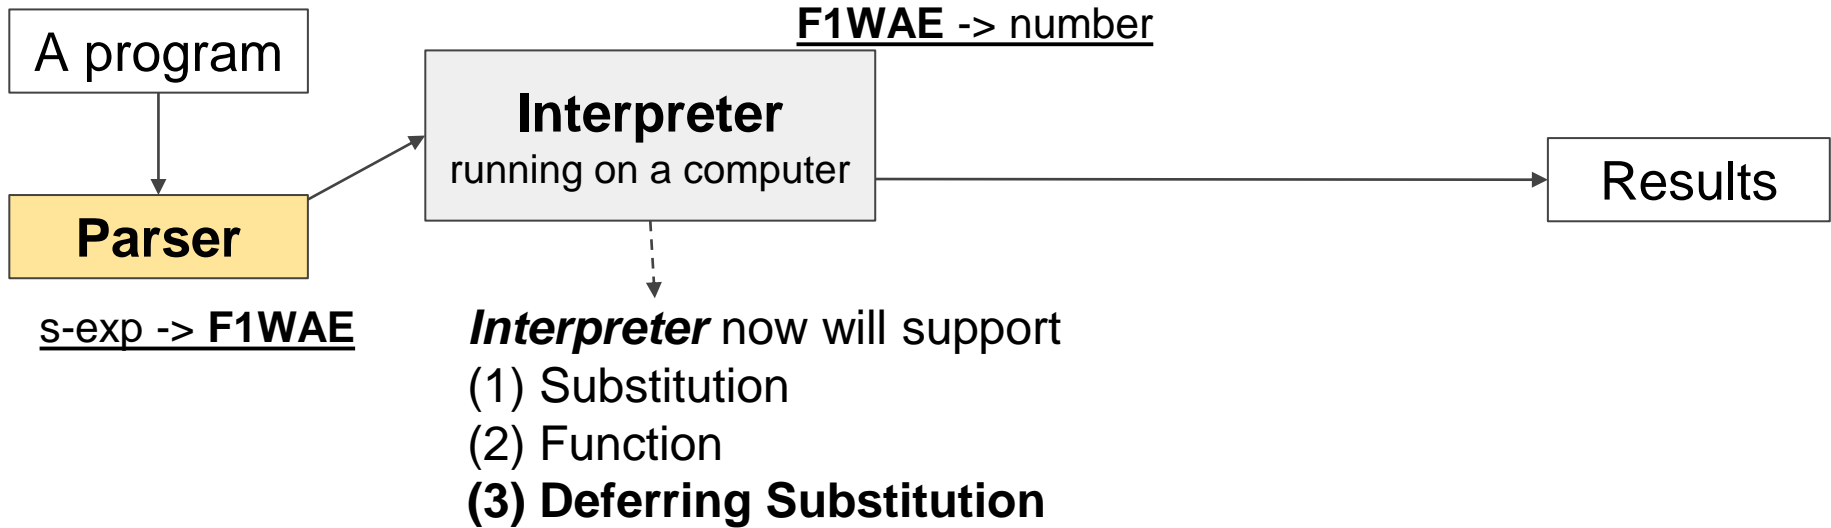 F1WAE -> number
A program
Interpreter
running on a computer
Results
Parser
s-exp -> F1WAE
Interpreter now will support
(1) Substitution
(2) Function
(3) Deferring Substitution